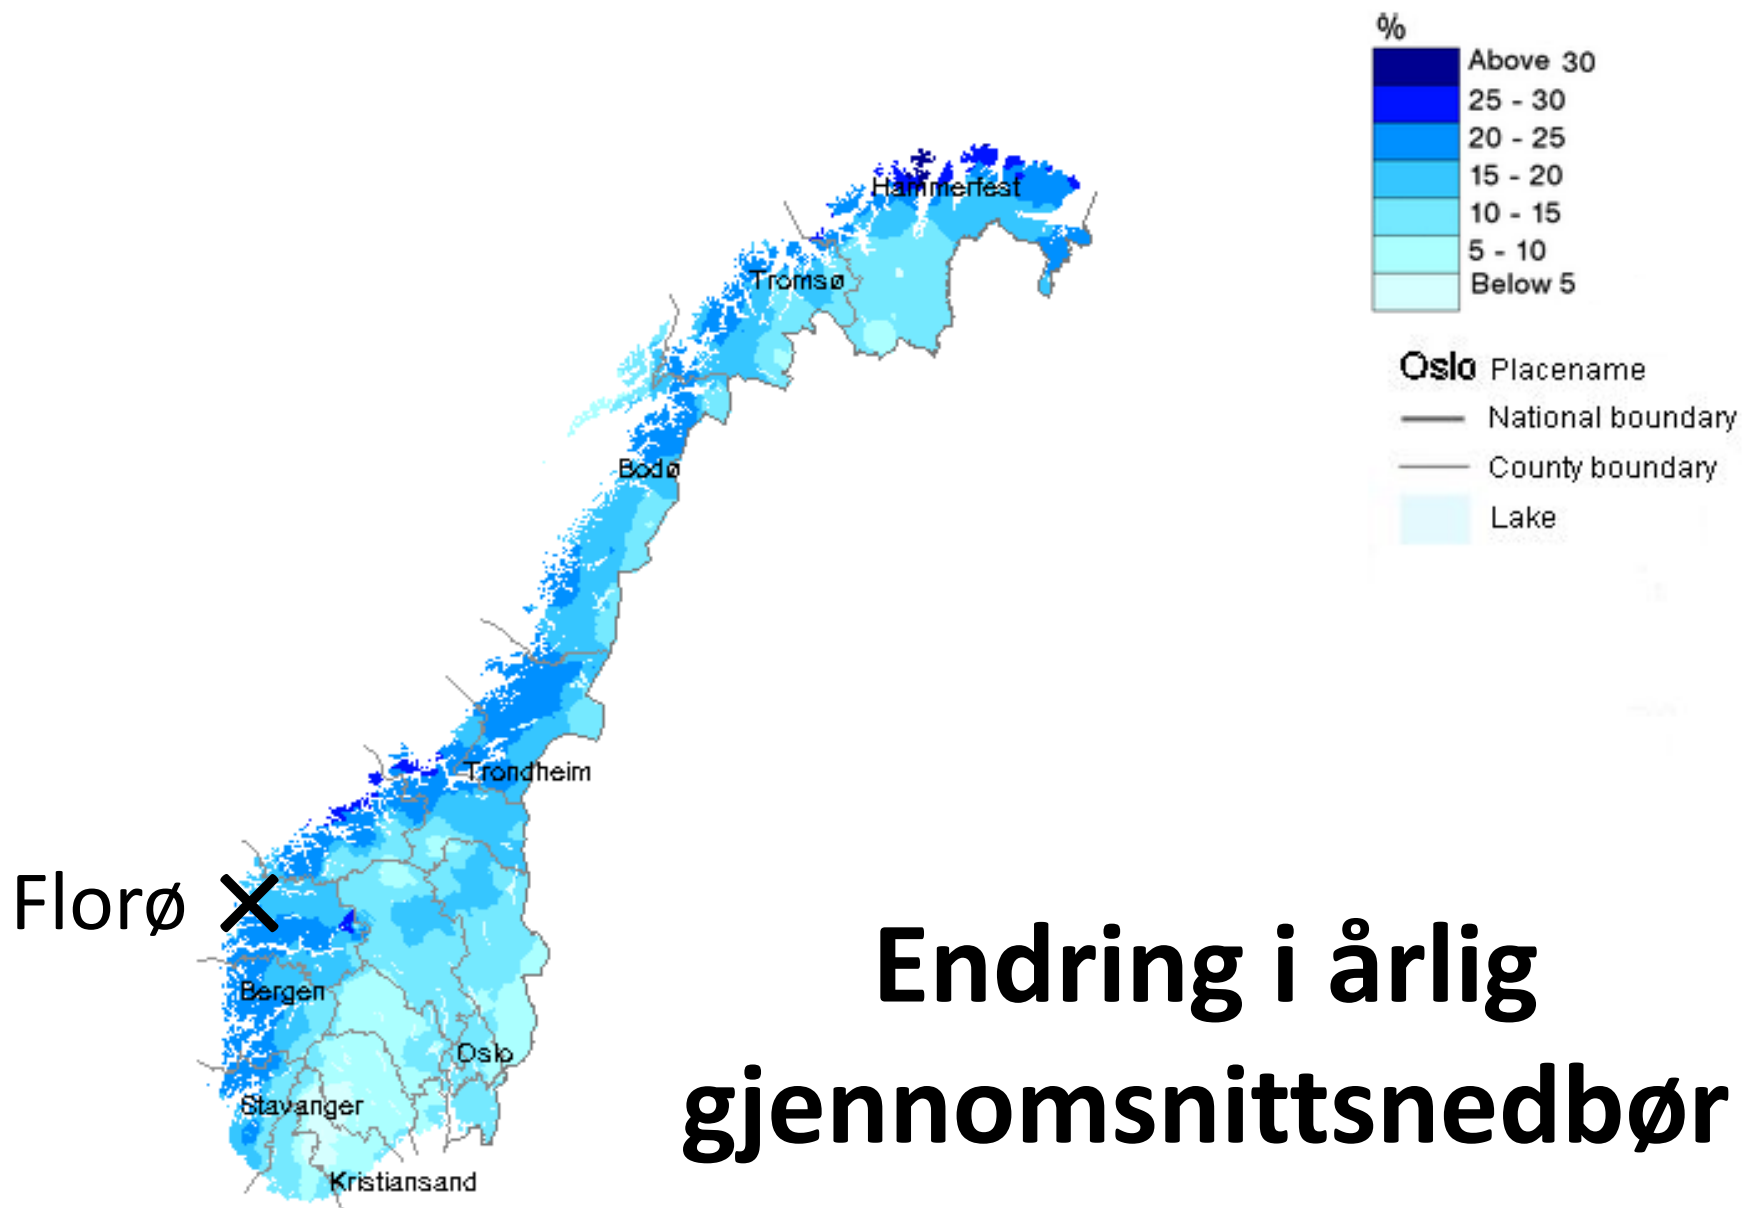 %
Above 30
25 - 30
20 - 25
15 - 20
10 - 15
5 - 10
Below 5
Oslo Placename
National boundary
County boundary
Lake
Hammerfest
Tromsø
Bodø
Trondheim
Florø
Bergen
Oslo
Stavanger
Kristiansand
Endring i årlig
gjennomsnittsnedbør